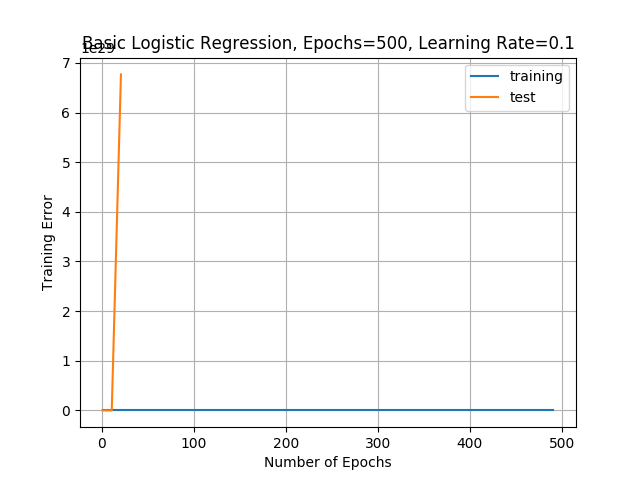 Basic Logistic Regression, Epochs=500, Learning Rate=0.1
1e29
7
6
5
4
3
2
1
0
Training Error
training
test
0 100 200 300 400 500
Number of Epochs